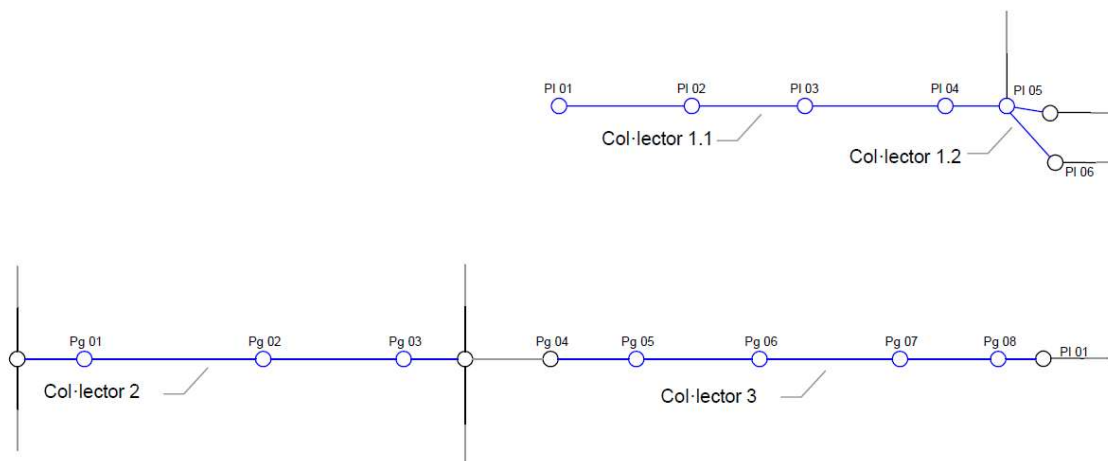 Pl 01 Pl 02 Pl 03 Pl 04 Pl 05
Col·lector 1.1
Col·lector 1.2
Pl 06
Pg 01 Pg 02 Pg 03 Pg 04 Pg 05 Pg 06 Pg 07 Pg 08 Pl 01
Col·lector 2
Col·lector 3